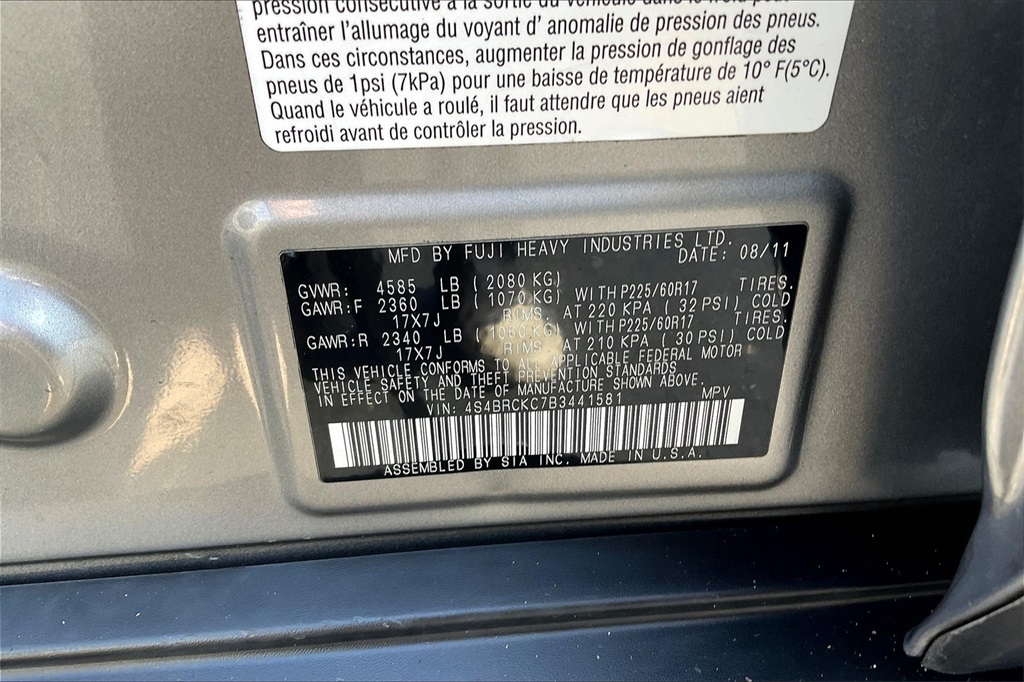 pression consécutive à la sortie du véhicule dans le froid peut
entraîner l'allumage du voyant d' anomalie de pression des pneus.
Dans ces circonstances, augmenter la pression de gonflage des
pneus de 1psi (7kPa) pour une baisse de température de 10° F(5°C).
Quand le véhicule a roulé, il faut attendre que les pneus aient
refroidi avant de contrôler la pression.
MFD BY FUJI HEAVY INDUSTRIES LTD.
DATE: 08/11
GVWR: 4585 LB ( 2080 KG)
GAWR:F 2360 LB ( 1070 KG) WITH P225/60R17 TIRES.
17X7J RIMS. AT 220 KPA ( 32 PSI) COLD
GAWR:R 2340 LB ( 1060 KG) WITH P225/60R17 TIRES.
17X7J RIMS. AT 210 KPA ( 30 PSI) COLD
THIS VEHICLE CONFORMS TO ALL APPLICABLE FEDERAL MOTOR
VEHICLE SAFETY AND THEFT PREVENTION STANDARDS
IN EFFECT ON THE DATE OF MANUFACTURE SHOWN ABOVE.
VIN: 4S4BRCKC7B3441581 MPV
ASSEMBLED BY SIA INC. MADE IN U.S.A.